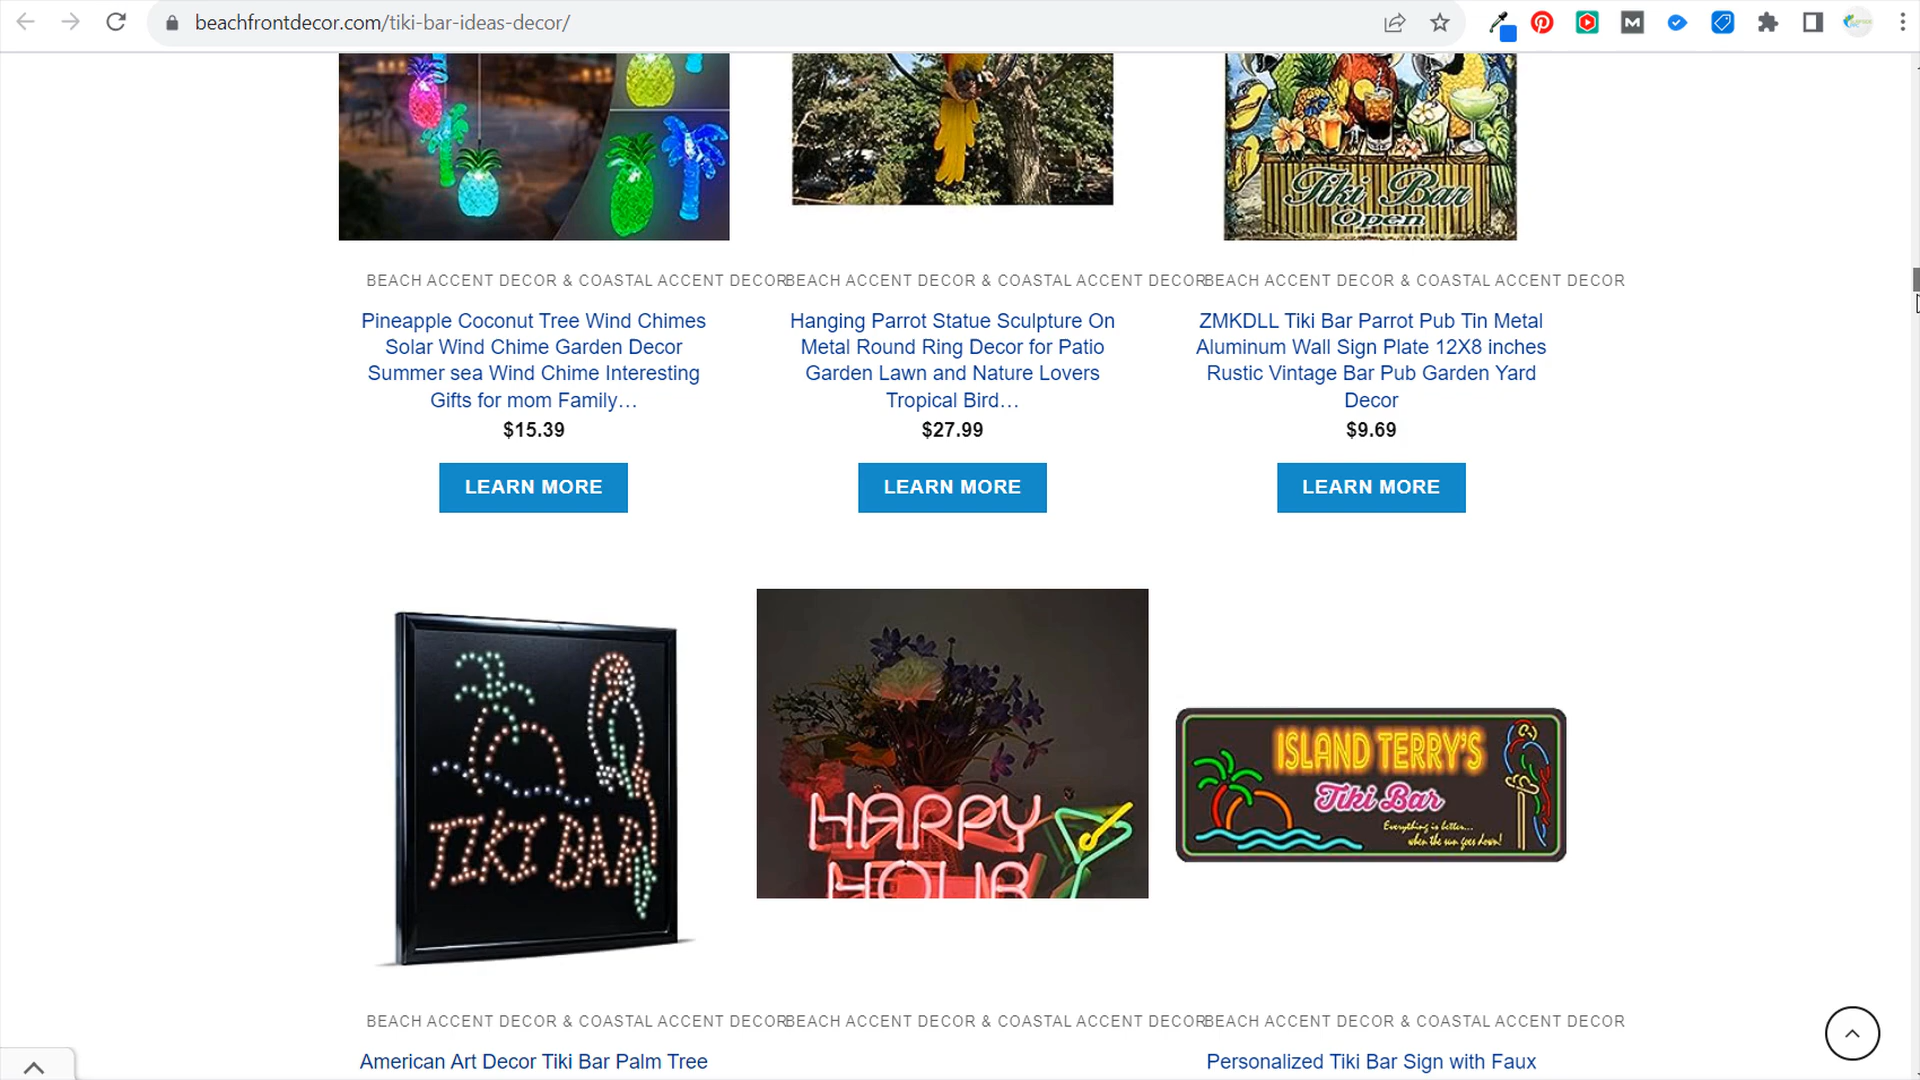 beachfrontdecor.com/tiki-bar-ideas-decor/
Tiki Bar
Open
BEACH ACCENT DECOR & COASTAL ACCENT DECOR
BEACH ACCENT DECOR & COASTAL ACCENT DECOR
BEACH ACCENT DECOR & COASTAL ACCENT DECOR
Pineapple Coconut Tree Wind Chimes
Solar Wind Chime Garden Decor
Summer sea Wind Chime Interesting
Gifts for mom Family…
$15.39
LEARN MORE
Hanging Parrot Statue Sculpture On
Metal Round Ring Decor for Patio
Garden Lawn and Nature Lovers
Tropical Bird…
$27.99
LEARN MORE
ZMKDLL Tiki Bar Parrot Pub Tin Metal
Aluminum Wall Sign Plate 12X8 inches
Rustic Vintage Bar Pub Garden Yard
Decor
$9.69
LEARN MORE
TIKI BAR
HAPPY
HOUR
ISLAND TERRY'S
Tiki Bar
Everything is better...
when the sun goes down!
BEACH ACCENT DECOR & COASTAL ACCENT DECOR
BEACH ACCENT DECOR & COASTAL ACCENT DECOR
BEACH ACCENT DECOR & COASTAL ACCENT DECOR
American Art Decor Tiki Bar Palm Tree
Personalized Tiki Bar Sign with Faux